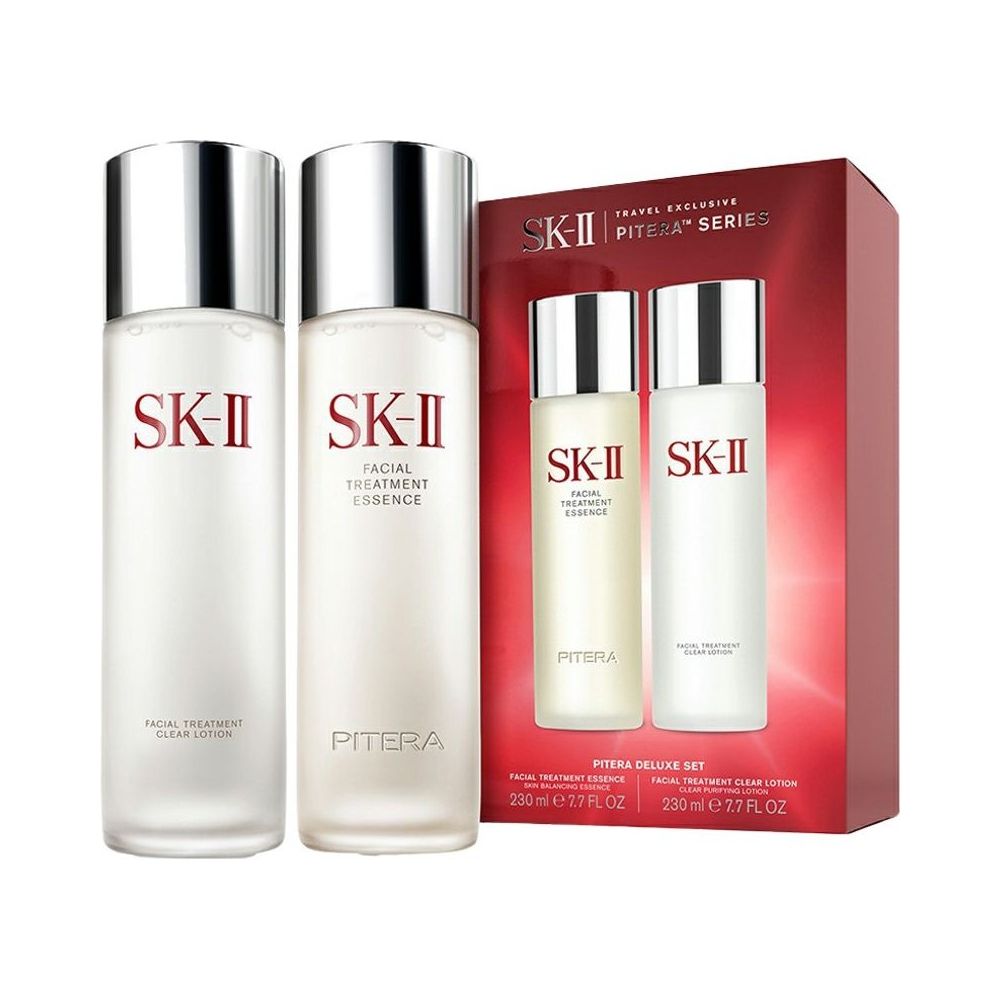 SK-II
FACIAL TREATMENT
CLEAR LOTION
SK-II
FACIAL
TREATMENT
ESSENCE
PITERA
SK-II
TRAVEL EXCLUSIVE
PITERA™ SERIES
SK-II
FACIAL
TREATMENT
ESSENCE
PITERA
SK-II
FACIAL TREATMENT
CLEAR LOTION
PITERA DELUXE SET
FACIAL TREATMENT ESSENCE
SKIN BALANCING ESSENCE
230 ml ℮ 7.7 FL OZ
FACIAL TREATMENT CLEAR LOTION
CLEAR PURIFYING LOTION
230 ml ℮ 7.7 FL OZ